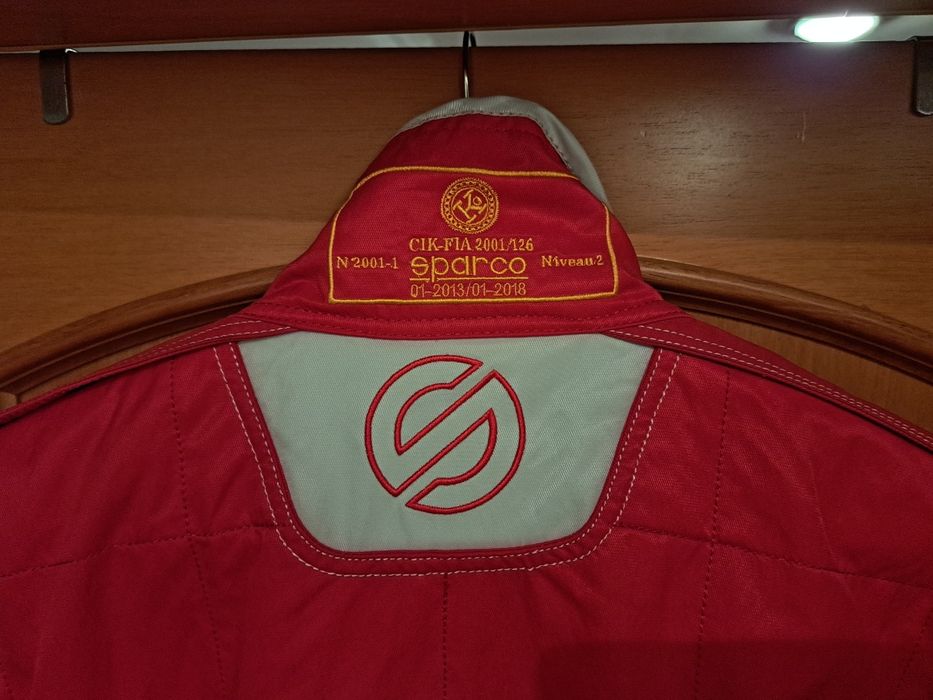 CIK-FIA 2001/126
N 2001-1 sparco Niveau.2
01-2013/01-2018